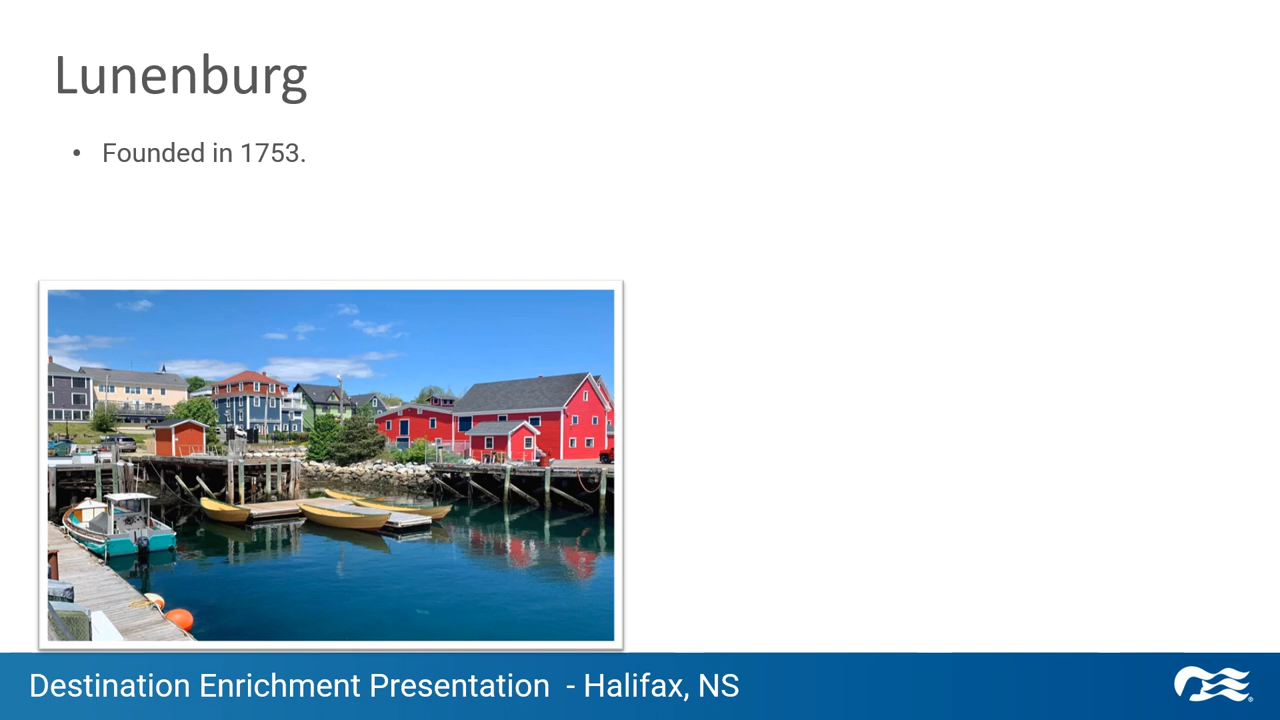 Lunenburg
• Founded in 1753.
Destination Enrichment Presentation  - Halifax, NS
®